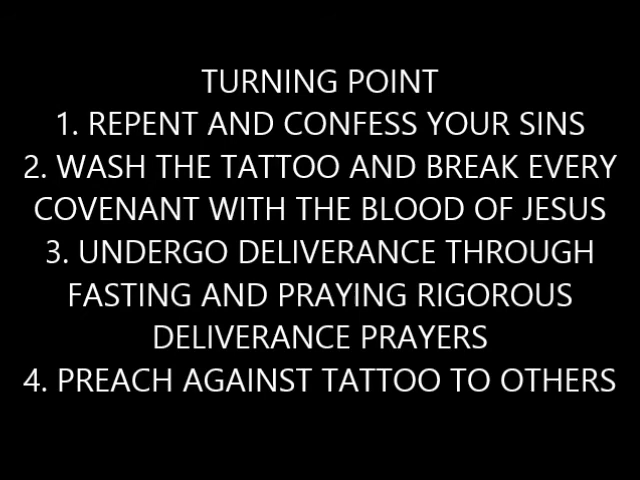 TURNING POINT
1. REPENT AND CONFESS YOUR SINS
2. WASH THE TATTOO AND BREAK EVERY
COVENANT WITH THE BLOOD OF JESUS
3. UNDERGO DELIVERANCE THROUGH
FASTING AND PRAYING RIGOROUS
DELIVERANCE PRAYERS
4. PREACH AGAINST TATTOO TO OTHERS